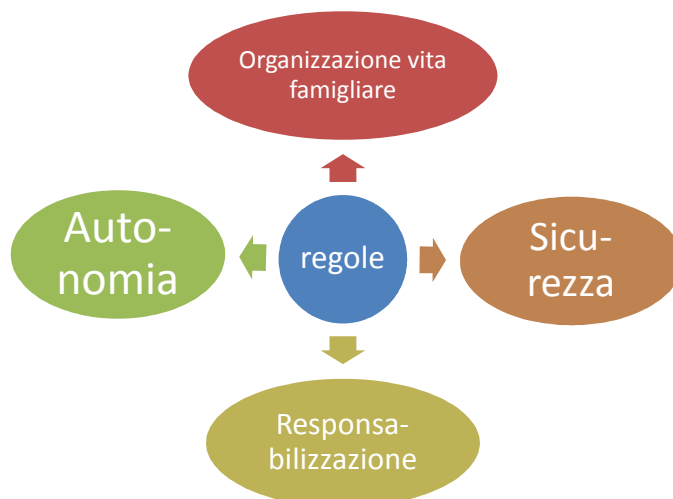 Organizzazione vita
famigliare
Auto-
nomia
regole
Sicu-
rezza
Responsa-
bilizzazione